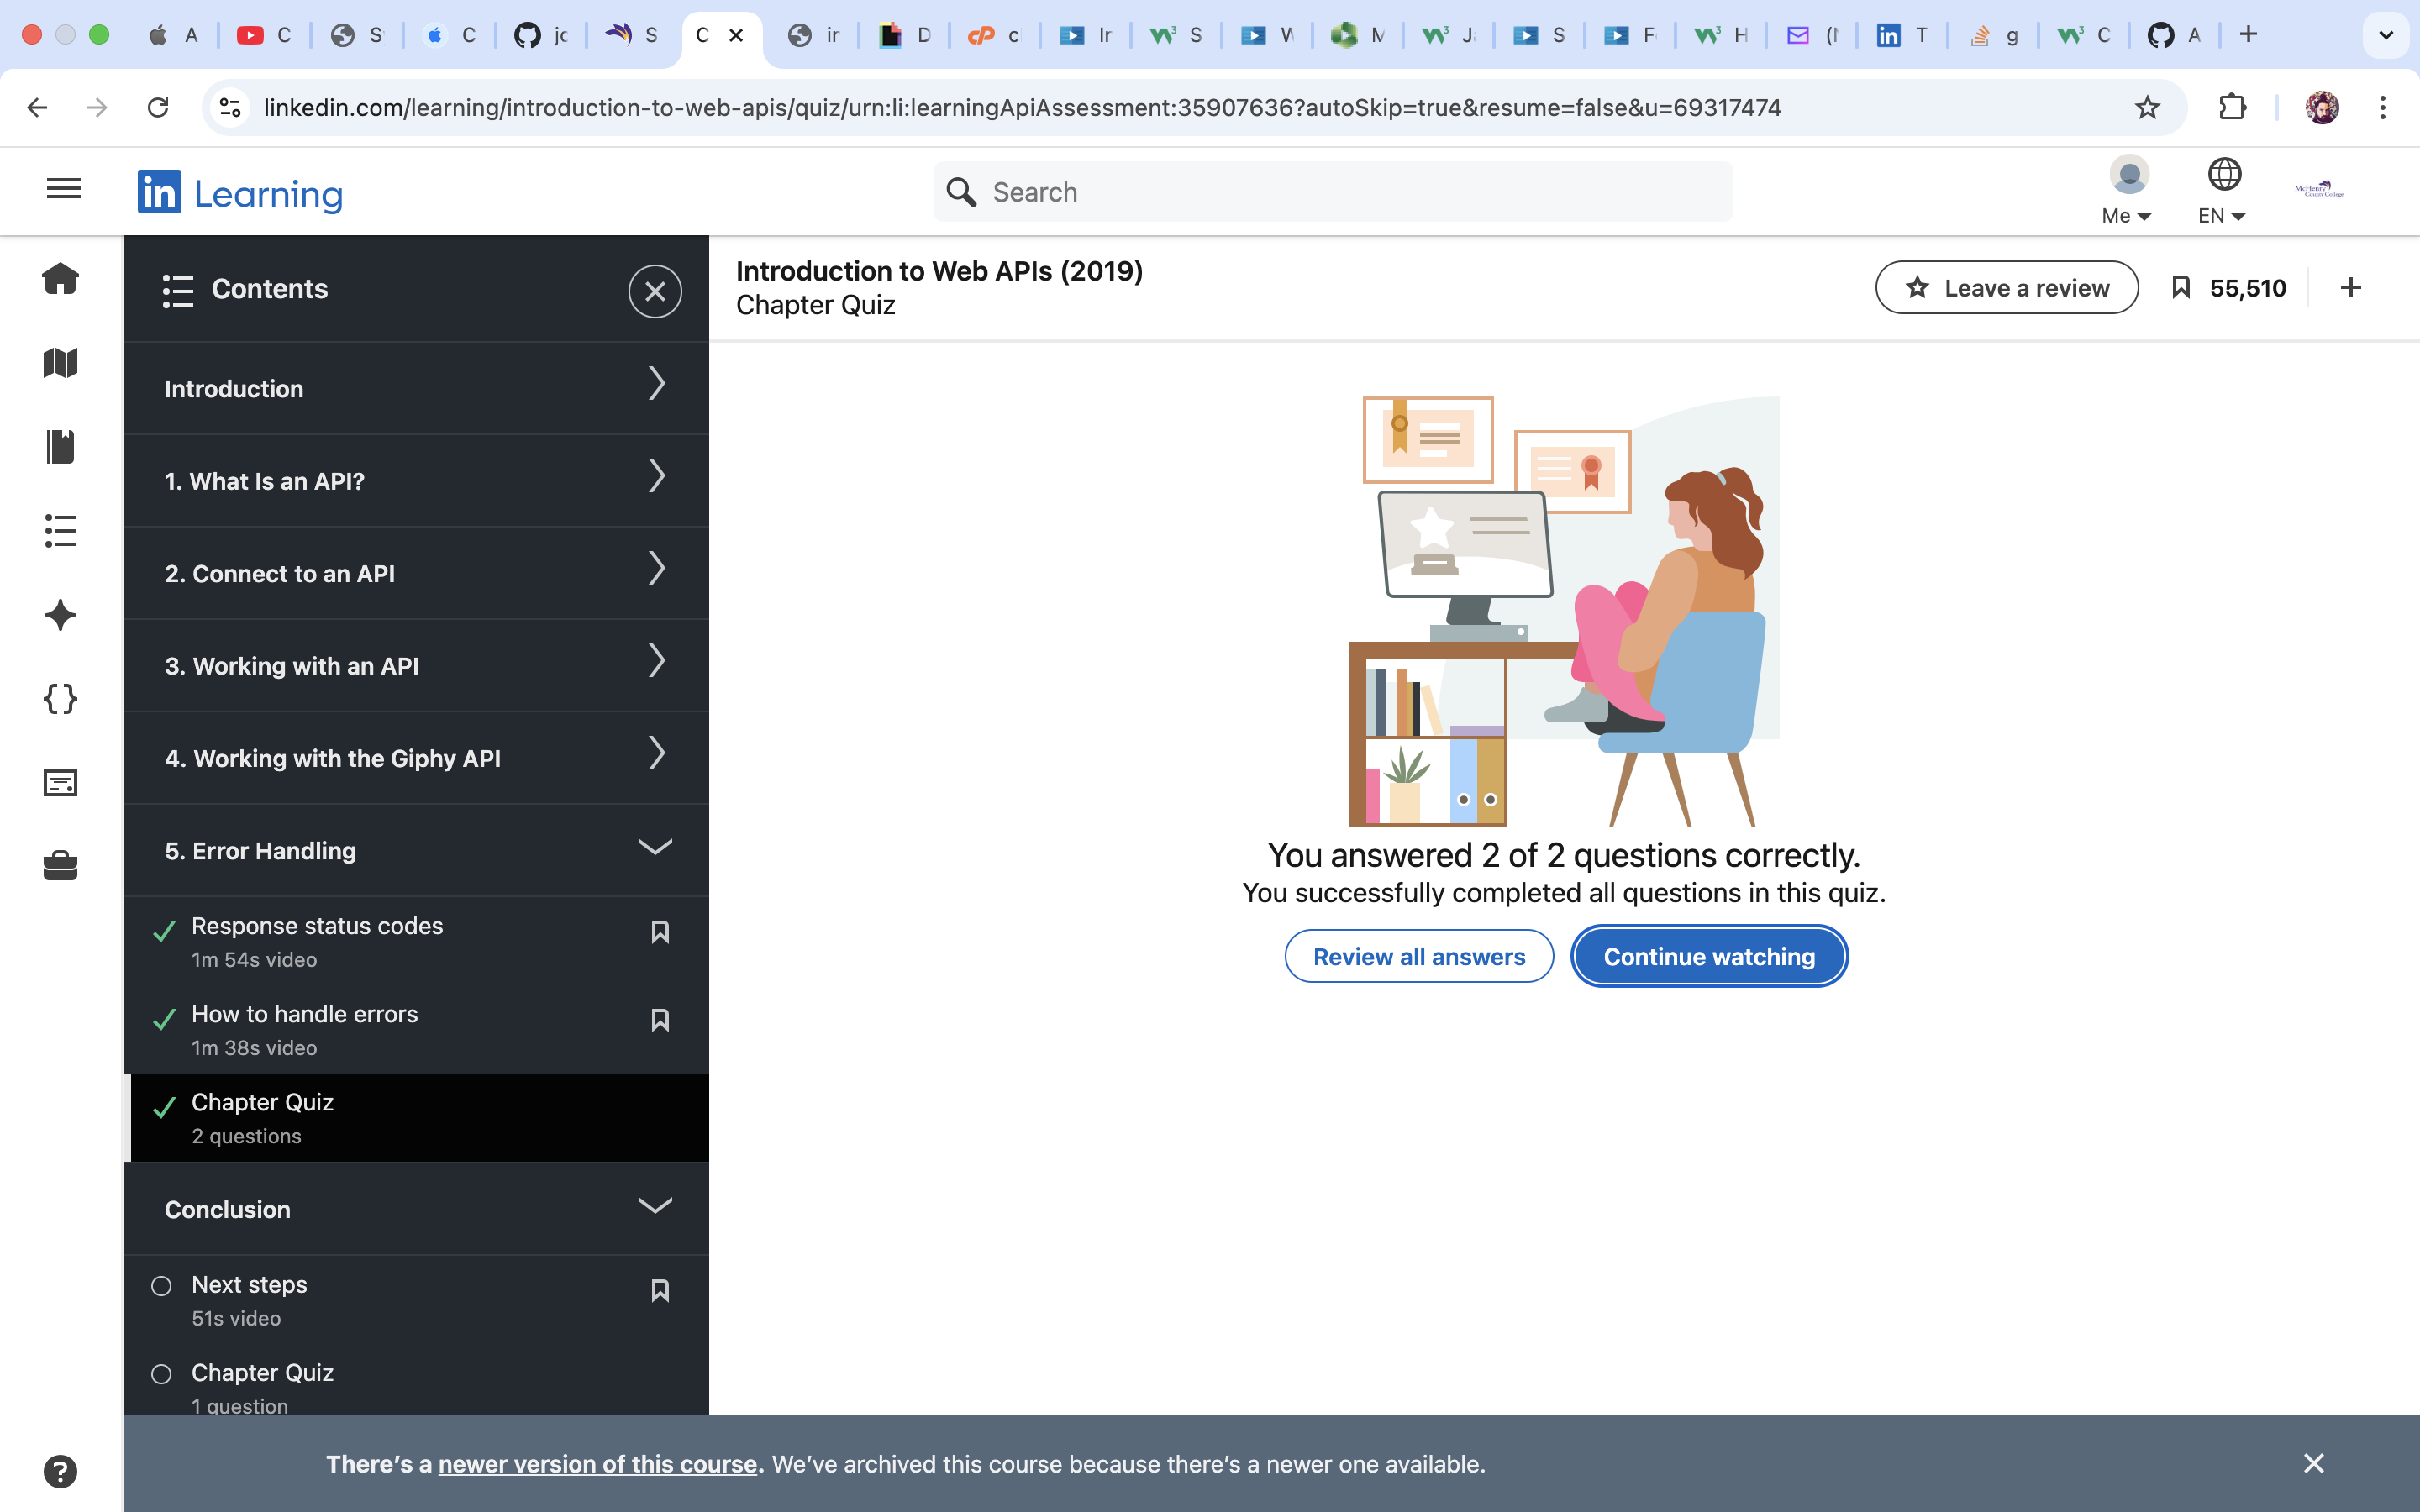 A
C
S
C
jc
S
C
in
D
c
In
S
W
M
J
S
F
H
(
T
g
C
A
linkedin.com/learning/introduction-to-web-apis/quiz/urn:li:learningApiAssessment:35907636?autoSkip=true&resume=false&u=69317474
in Learning
Search
Me
EN
McHenry
County College
Contents
Introduction
1. What Is an API?
2. Connect to an API
3. Working with an API
4. Working with the Giphy API
5. Error Handling
Response status codes
1m 54s video
How to handle errors
1m 38s video
Chapter Quiz
2 questions
Conclusion
Next steps
51s video
Chapter Quiz
1 question
Introduction to Web APIs (2019)
Chapter Quiz
Leave a review
55,510
You answered 2 of 2 questions correctly.
You successfully completed all questions in this quiz.
Review all answers
Continue watching
There's a newer version of this course. We've archived this course because there's a newer one available.